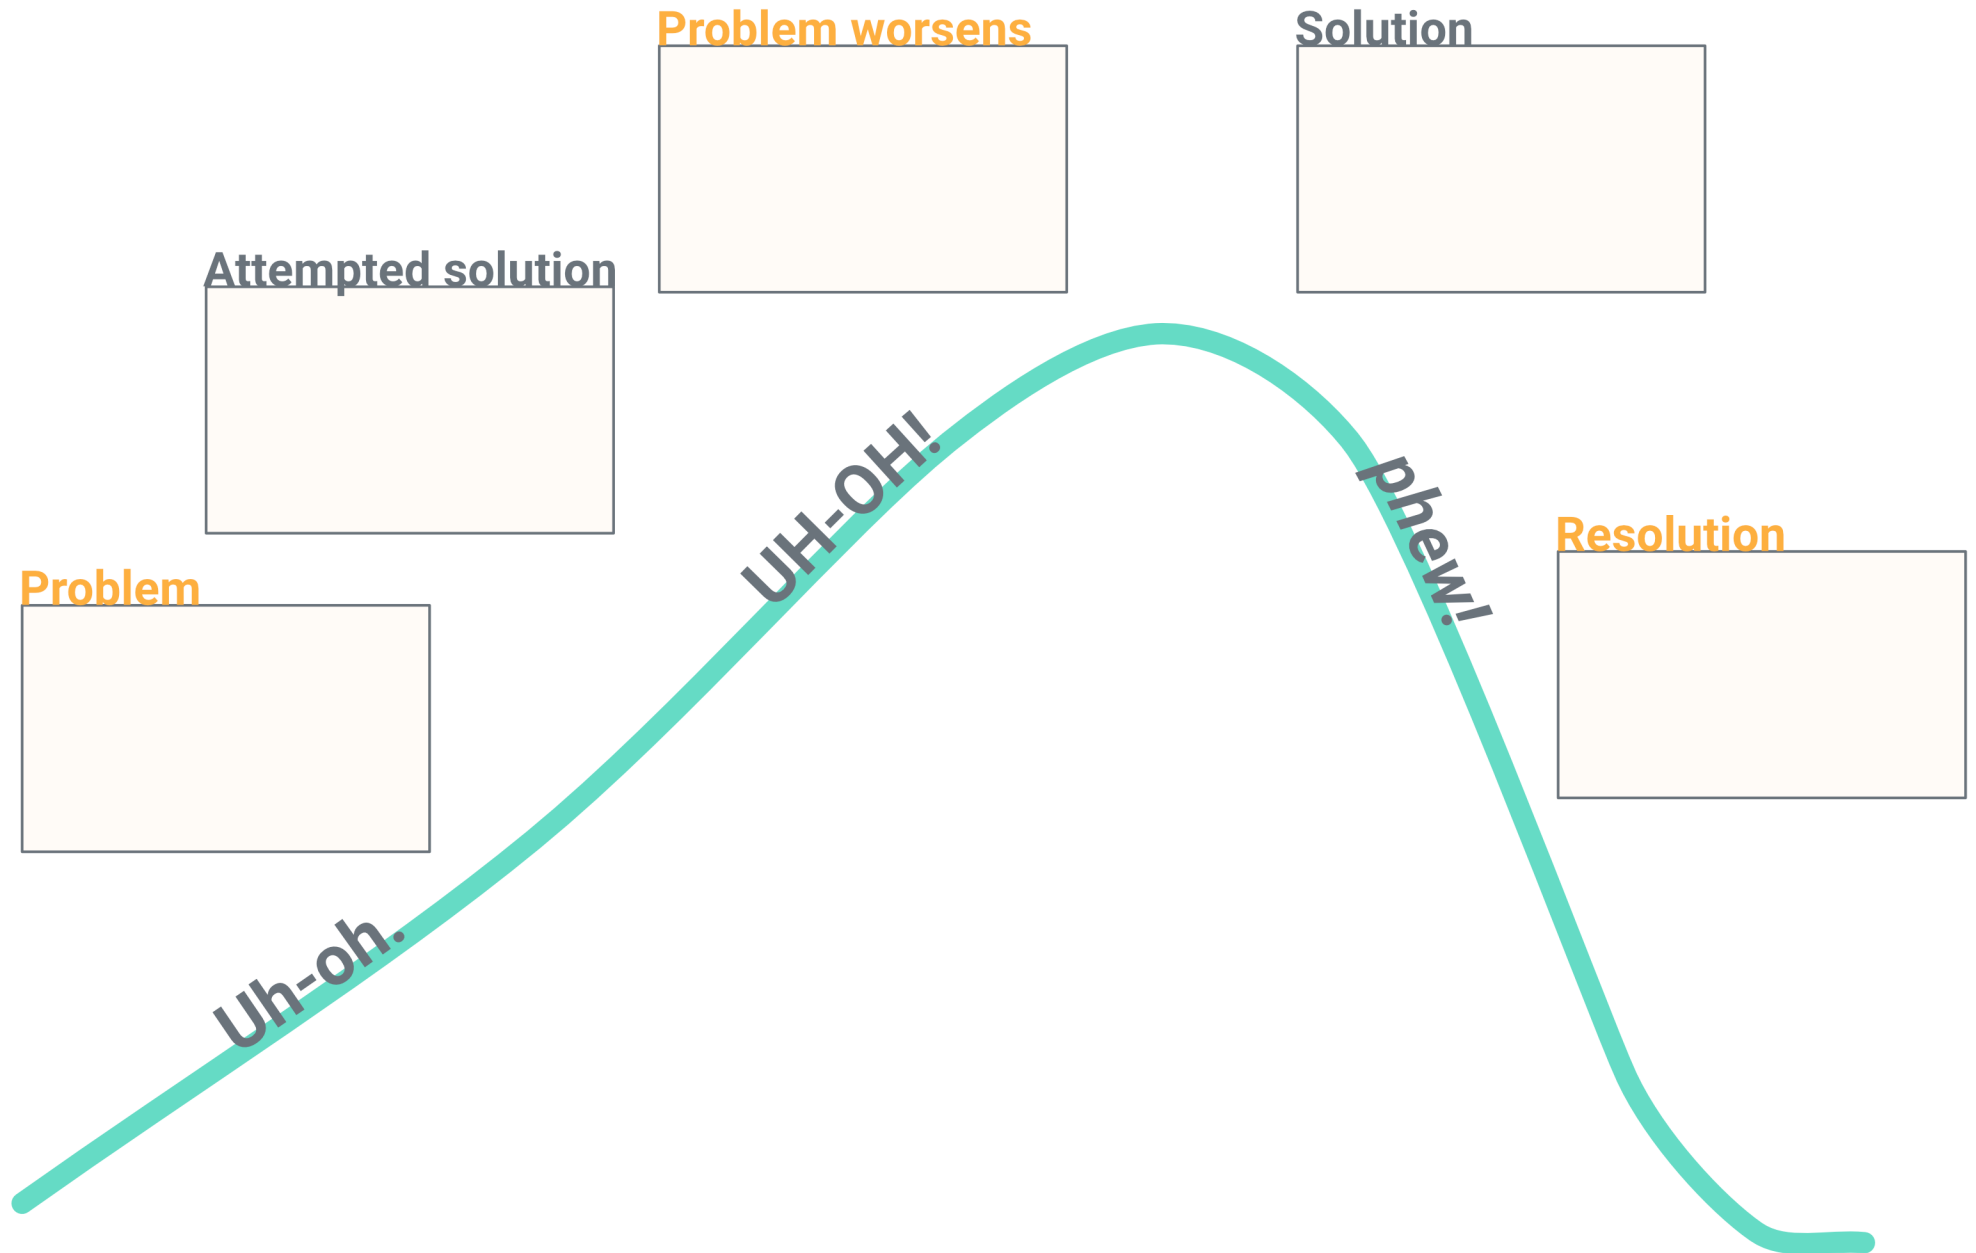 Problem worsens
Solution
Attempted solution
UH-OH!
phew!
Resolution
Problem
Uh-oh.